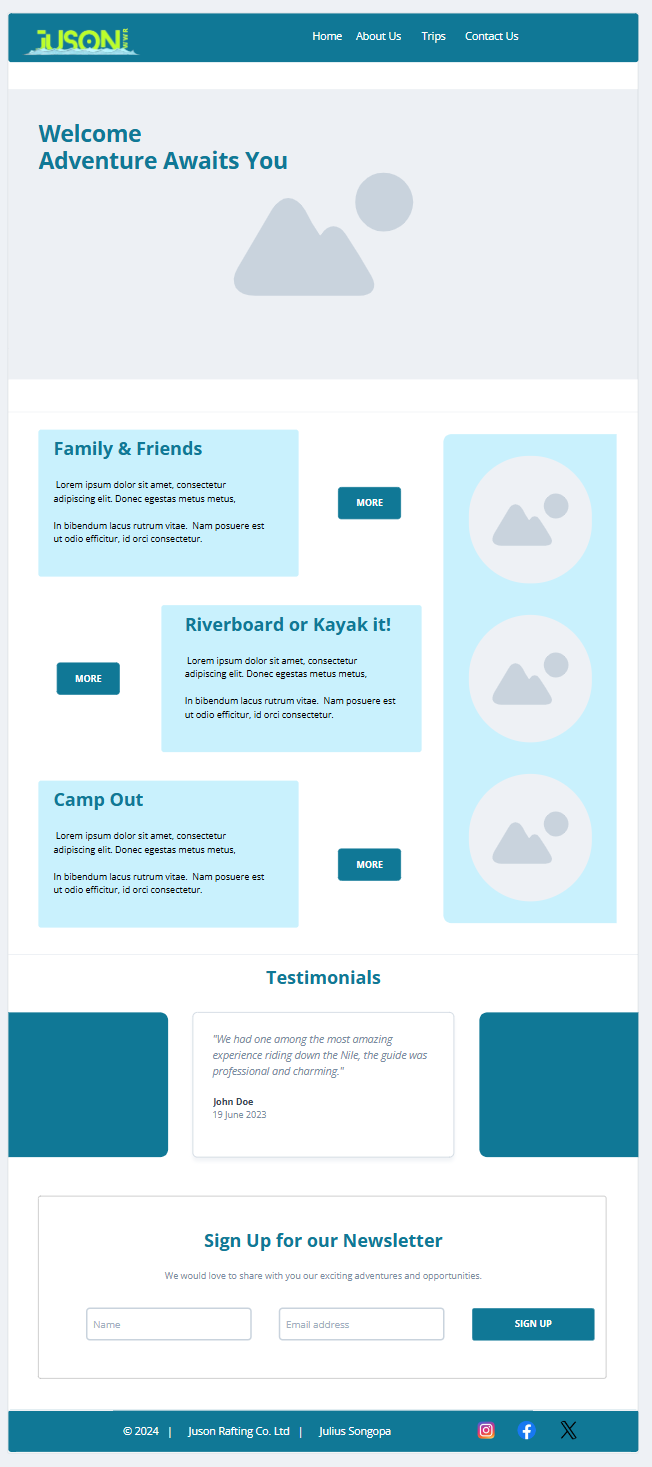 JUSON WWR
Home About Us Trips Contact Us
Welcome
Adventure Awaits You
Family & Friends
Lorem ipsum dolor sit amet, consectetur
adipiscing elit. Donec egestas metus metus,
In bibendum lacus rutrum vitae. Nam posuere est
ut odio efficitur, id orci consectetur.
MORE
Riverboard or Kayak it!
Lorem ipsum dolor sit amet, consectetur
adipiscing elit. Donec egestas metus metus,
In bibendum lacus rutrum vitae. Nam posuere est
ut odio efficitur, id orci consectetur.
MORE
Camp Out
Lorem ipsum dolor sit amet, consectetur
adipiscing elit. Donec egestas metus metus,
In bibendum lacus rutrum vitae. Nam posuere est
ut odio efficitur, id orci consectetur.
MORE
Testimonials
"We had one among the most amazing
experience riding down the Nile, the guide was
professional and charming."
John Doe
19 June 2023
Sign Up for our Newsletter
We would love to share with you our exciting adventures and opportunities.
Name Email address SIGN UP
© 2024 | Juson Rafting Co. Ltd | Julius Songopa